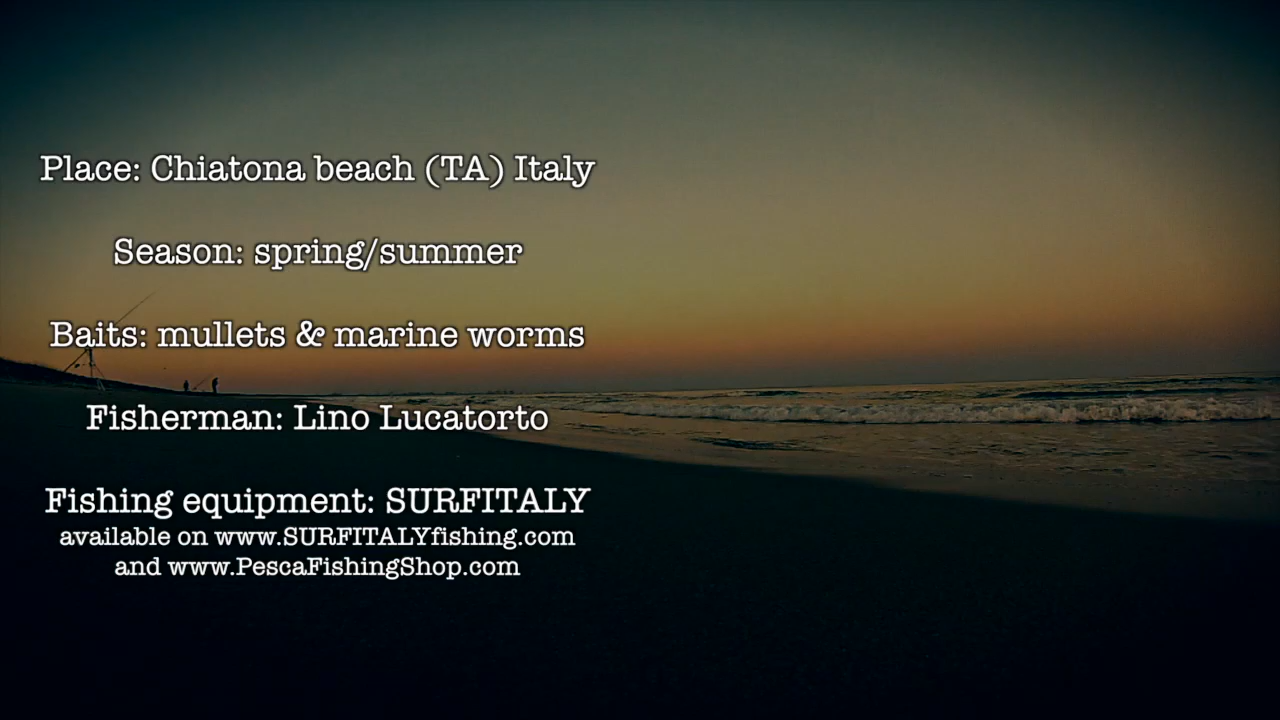 Place: Chiatona beach (TA) Italy
Season: spring/summer
Baits: mullets & marine worms
Fisherman: Lino Lucatorto
Fishing equipment: SURFITALY
available on www.SURFITALYfishing.com
and www.PescaFishingShop.com